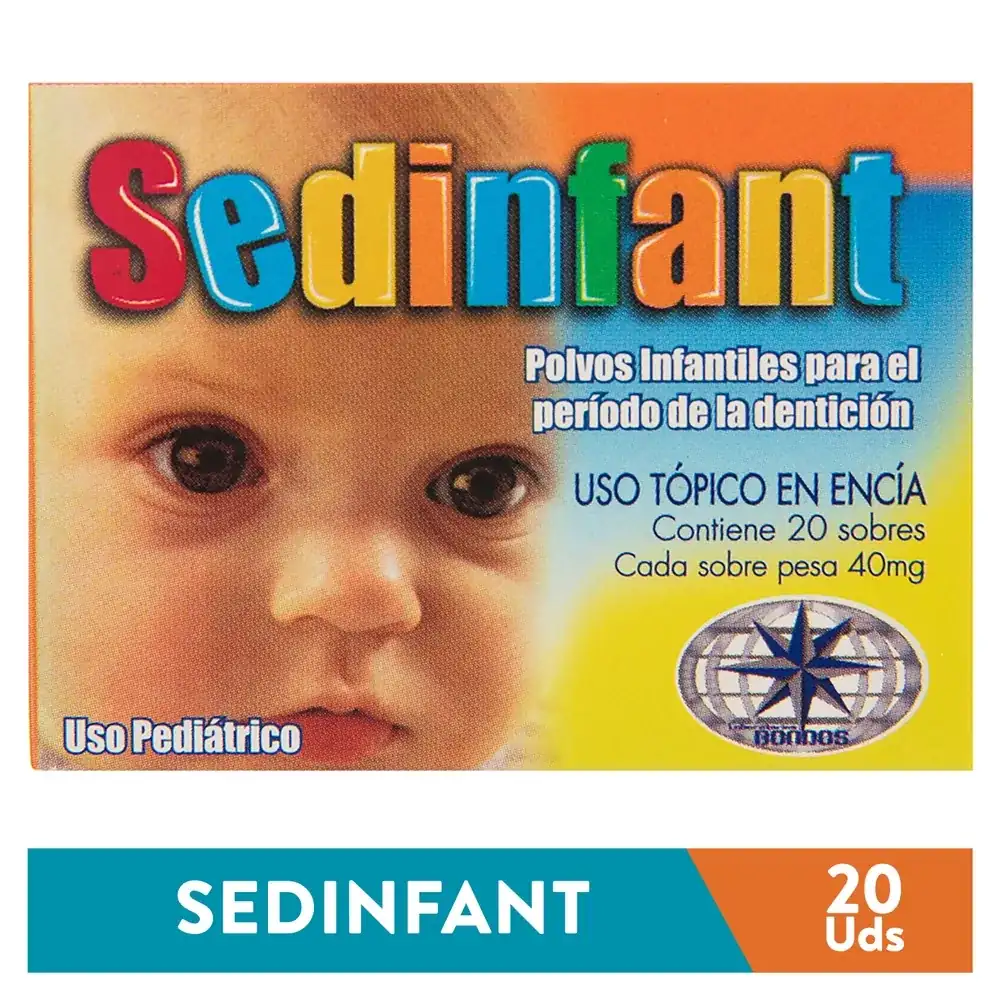 Sedinfant
Polvos Infantiles para el
período de la dentición
USO TÓPICO EN ENCÍA
Contiene 20 sobres
Cada sobre pesa 40mg
Uso Pediátrico
SEDINFANT
20
Uds